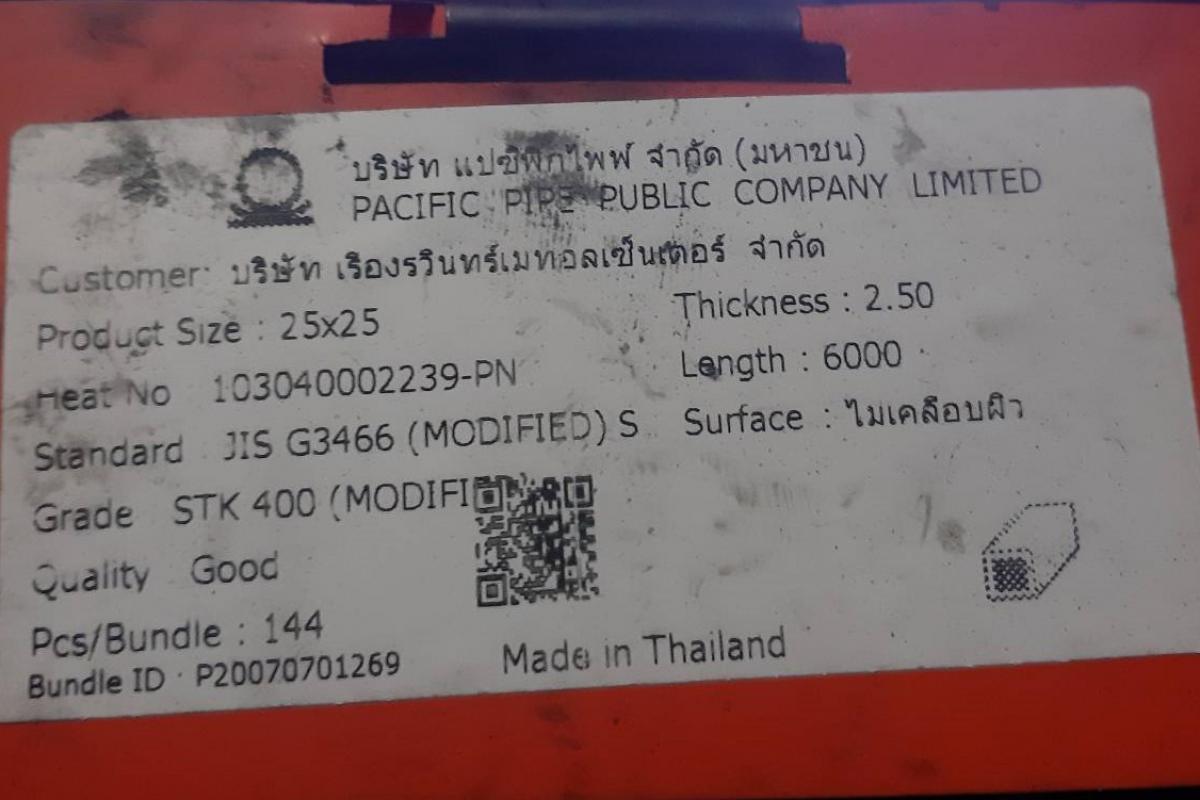 บริษัท แปซิฟิกไพพ์ จำกัด (มหาชน)
PACIFIC PIPE PUBLIC COMPANY LIMITED
Customer: บริษัท เรืองรวินทร์เมทอลเซ็นเตอร์ จำกัด
Product Size : 25x25
Thickness : 2.50
Heat No 103040002239-PN
Length : 6000
Standard JIS G3466 (MODIFIED) S
Surface : ไม่เคลือบผิว
Grade STK 400 (MODIFI
Quality Good
Pcs/Bundle : 144
Bundle ID : P20070701269
Made in Thailand